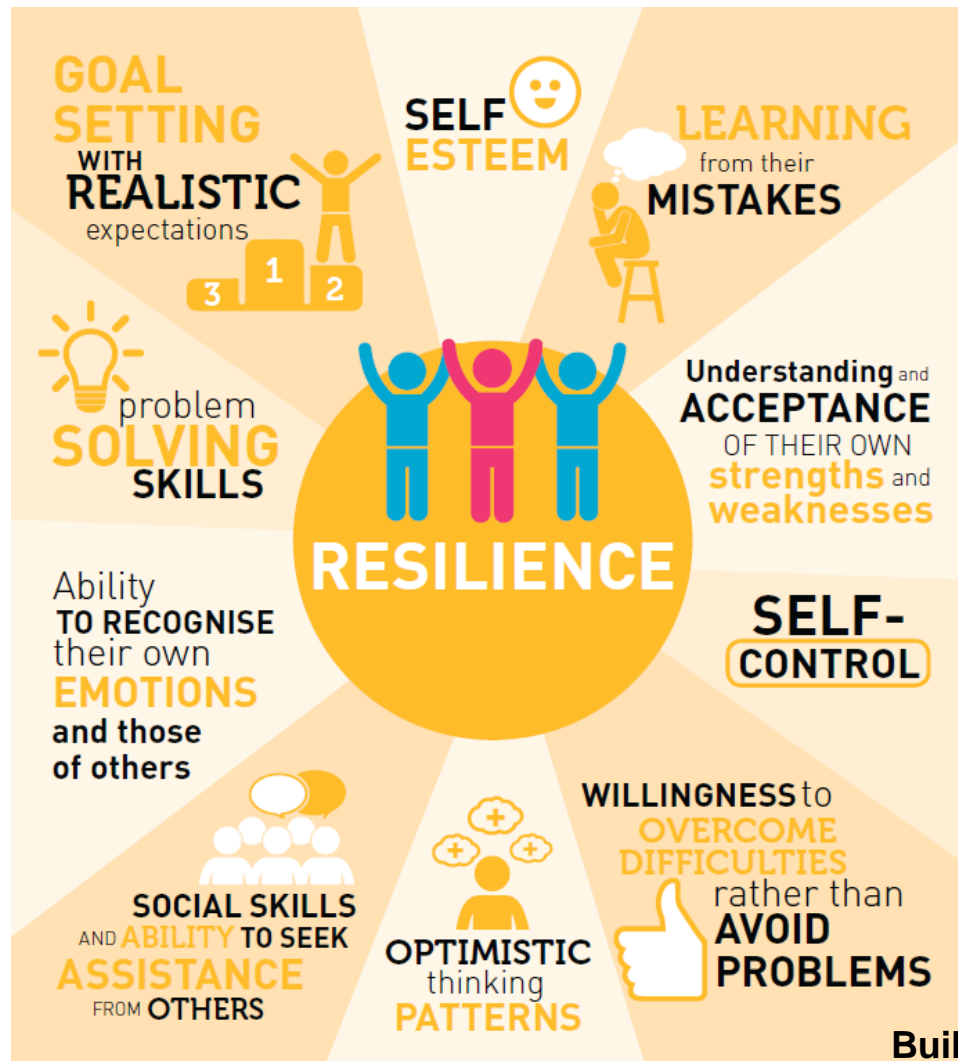 GOAL
SETTING
WITH
REALISTIC
expectations
3 1 2
SELF
ESTEEM
LEARNING
from their
MISTAKES
problem
SOLVING
SKILLS
RESILIENCE
Understanding and
ACCEPTANCE
OF THEIR OWN
strengths and
weaknesses
Ability
TO RECOGNISE
their own
EMOTIONS
and those
of others
SELF-
CONTROL
SOCIAL SKILLS
AND ABILITY TO SEEK
ASSISTANCE
FROM OTHERS
OPTIMISTIC
thinking
PATTERNS
WILLINGNESS to
OVERCOME
DIFFICULTIES
rather than
AVOID
PROBLEMS